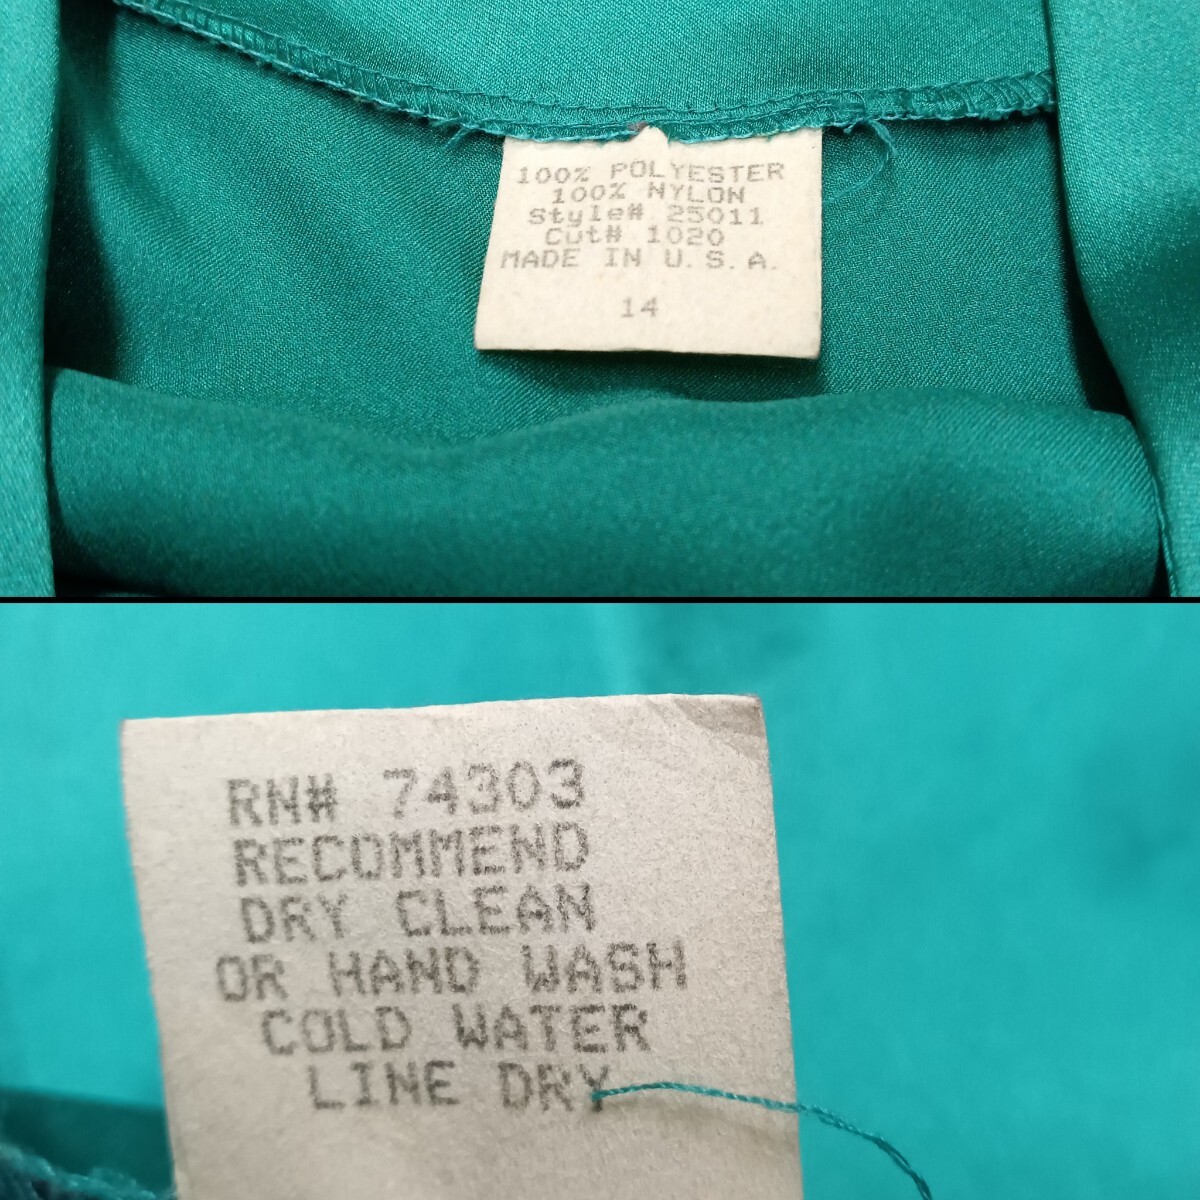 100% POLYESTER
100% NYLON
Style# 25011
Cut# 1020
MADE IN U.S.A.
14
RN# 74303
RECOMMEND
DRY CLEAN
OR HAND WASH
COLD WATER
LINE DRY